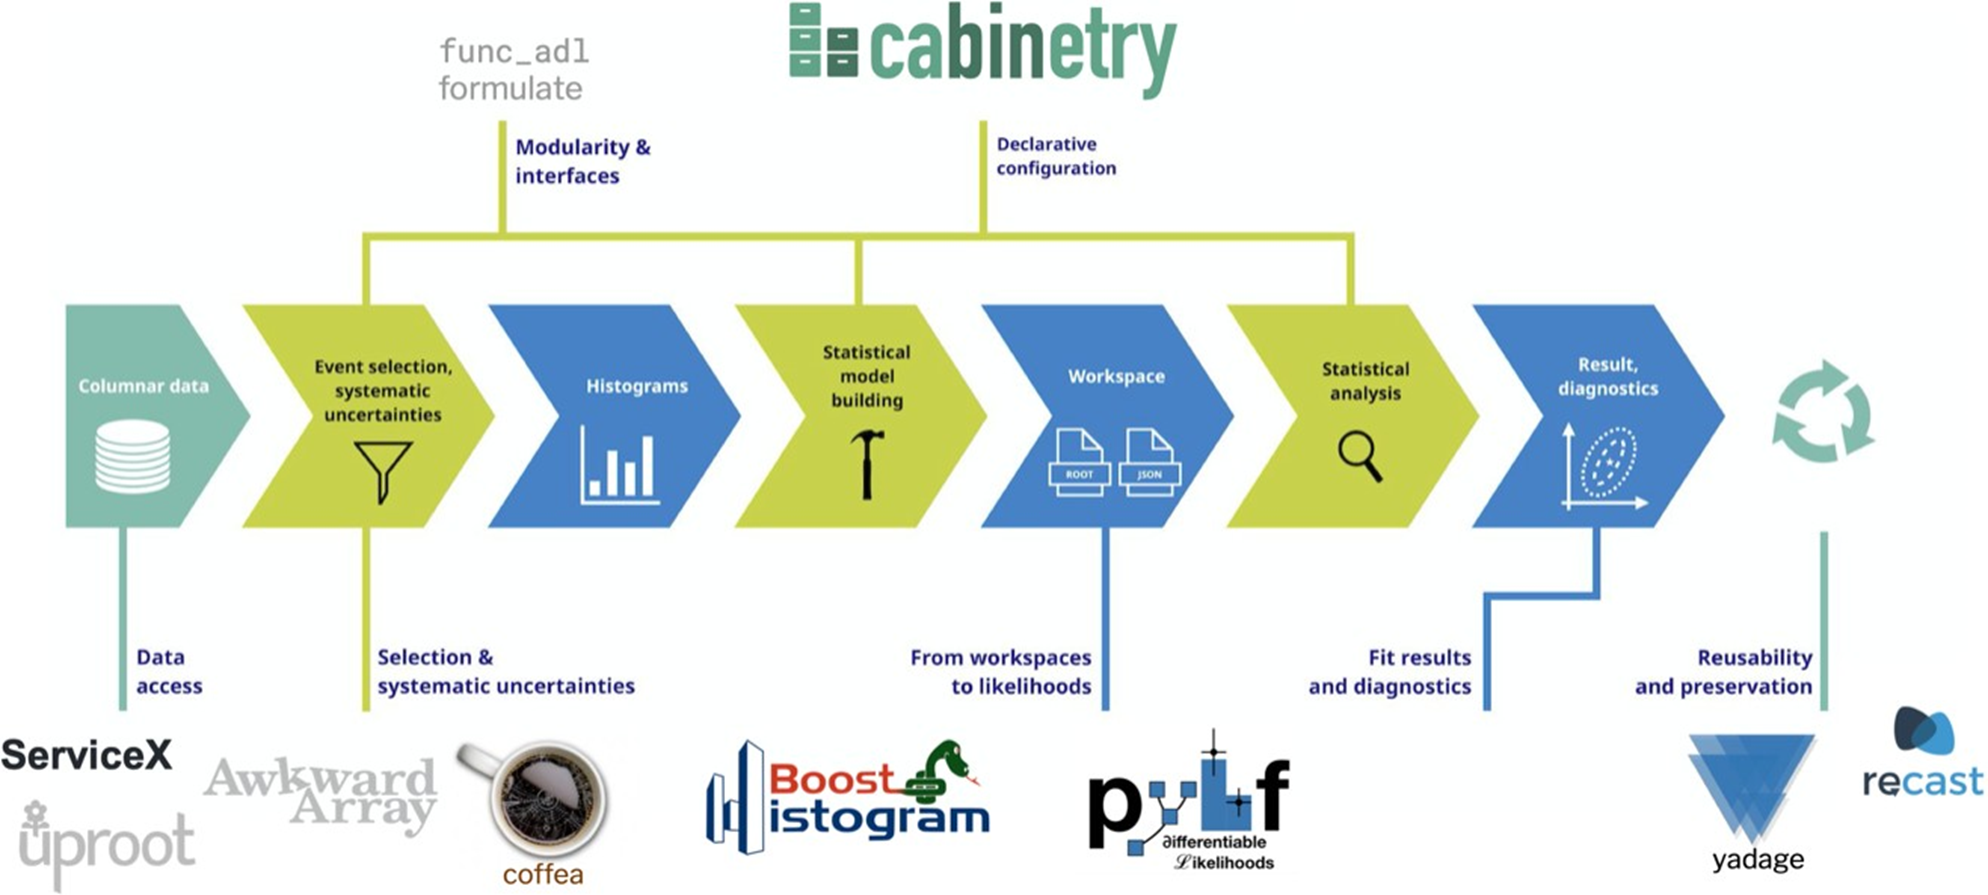 func_adl
formulate
cabinetry
Modularity &
interfaces
Declarative
configuration
Columnar data
Event selection,
systematic
uncertainties
Histograms
Statistical
model
building
Workspace
ROOT
JSON
Statistical
analysis
Result,
diagnostics
Data
access
Selection &
systematic uncertainties
From workspaces
to likelihoods
Fit results
and diagnostics
Reusability
and preservation
ServiceX
uproot
Awkward
Array
coffea
Boost
Histogram
pyhf
∂ifferentiable
ℒikelihoods
yadage
recast